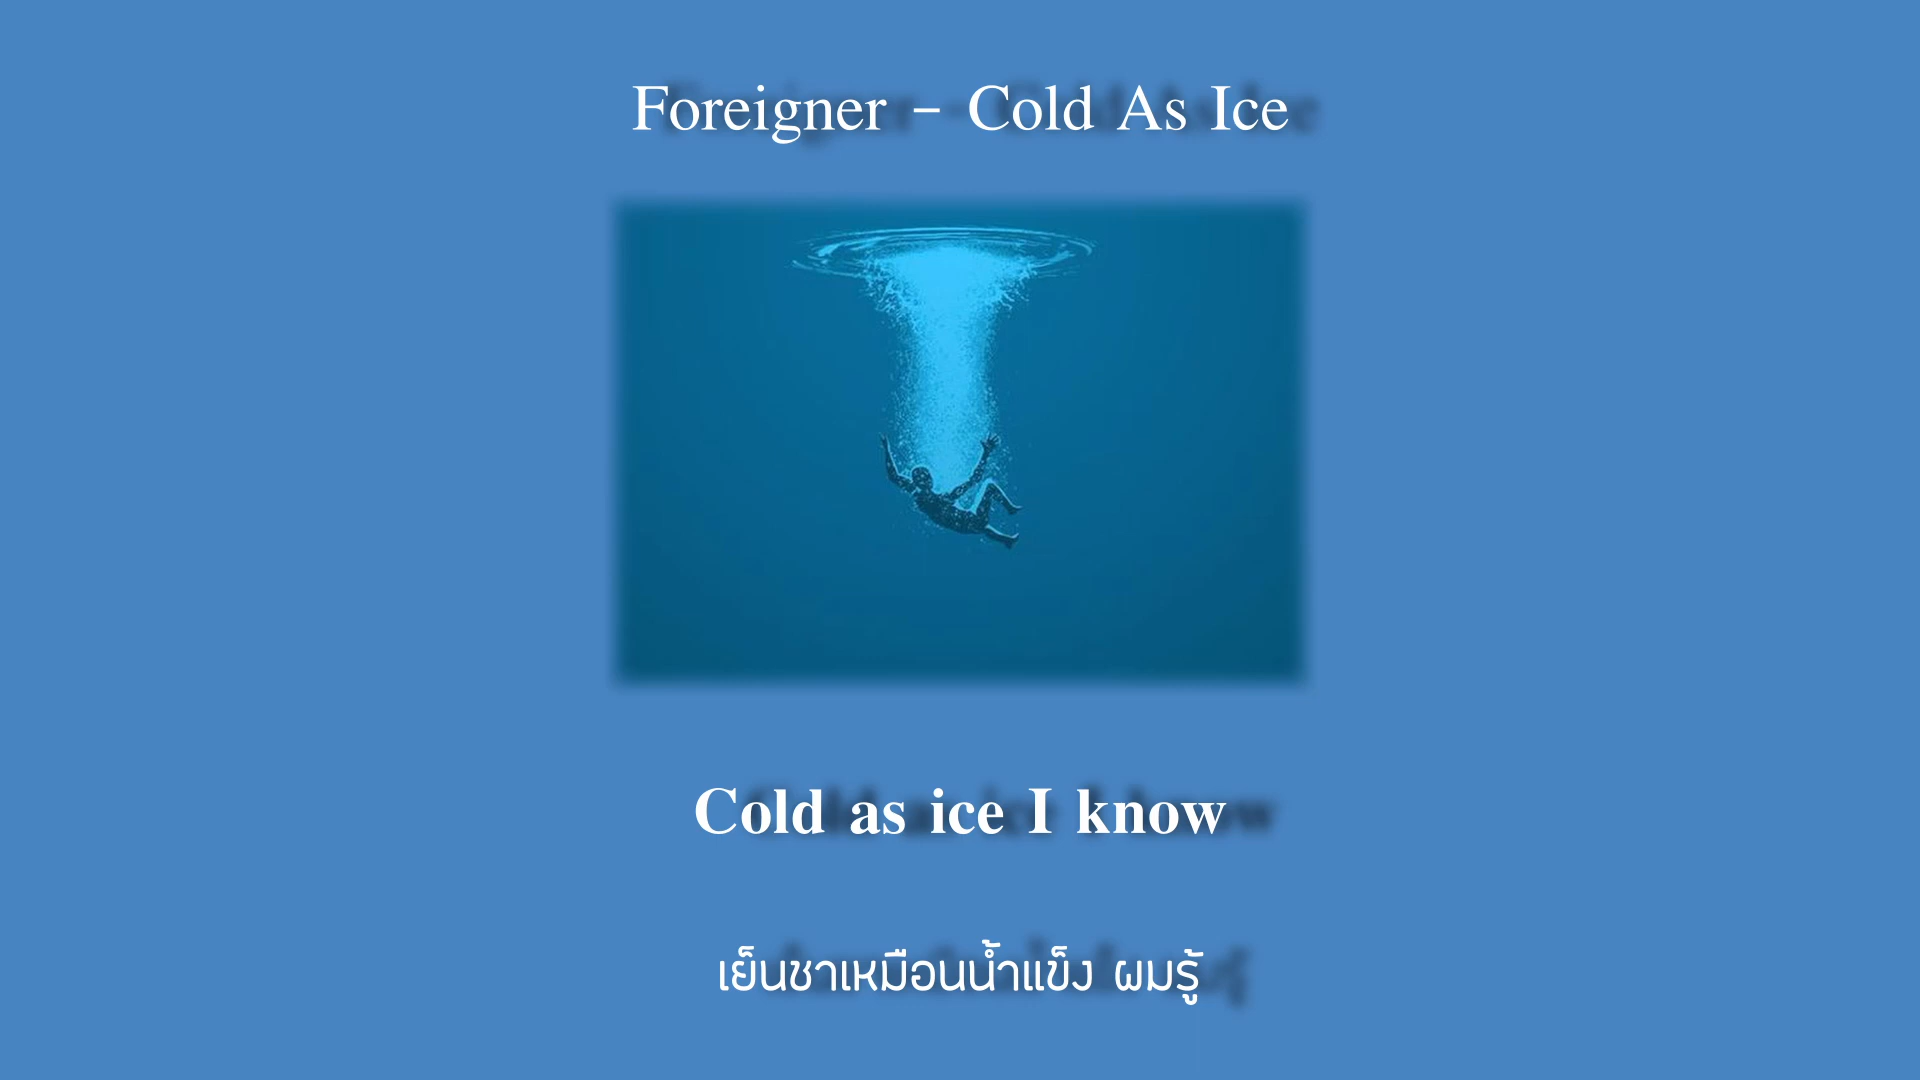 Foreigner - Cold As Ice
Cold as ice I know
เย็นชาเหมือนน้ำแข็ง ผมรู้